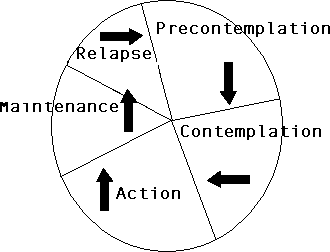 Precontemplation
Relapse
Maintenance
Contemplation
Action